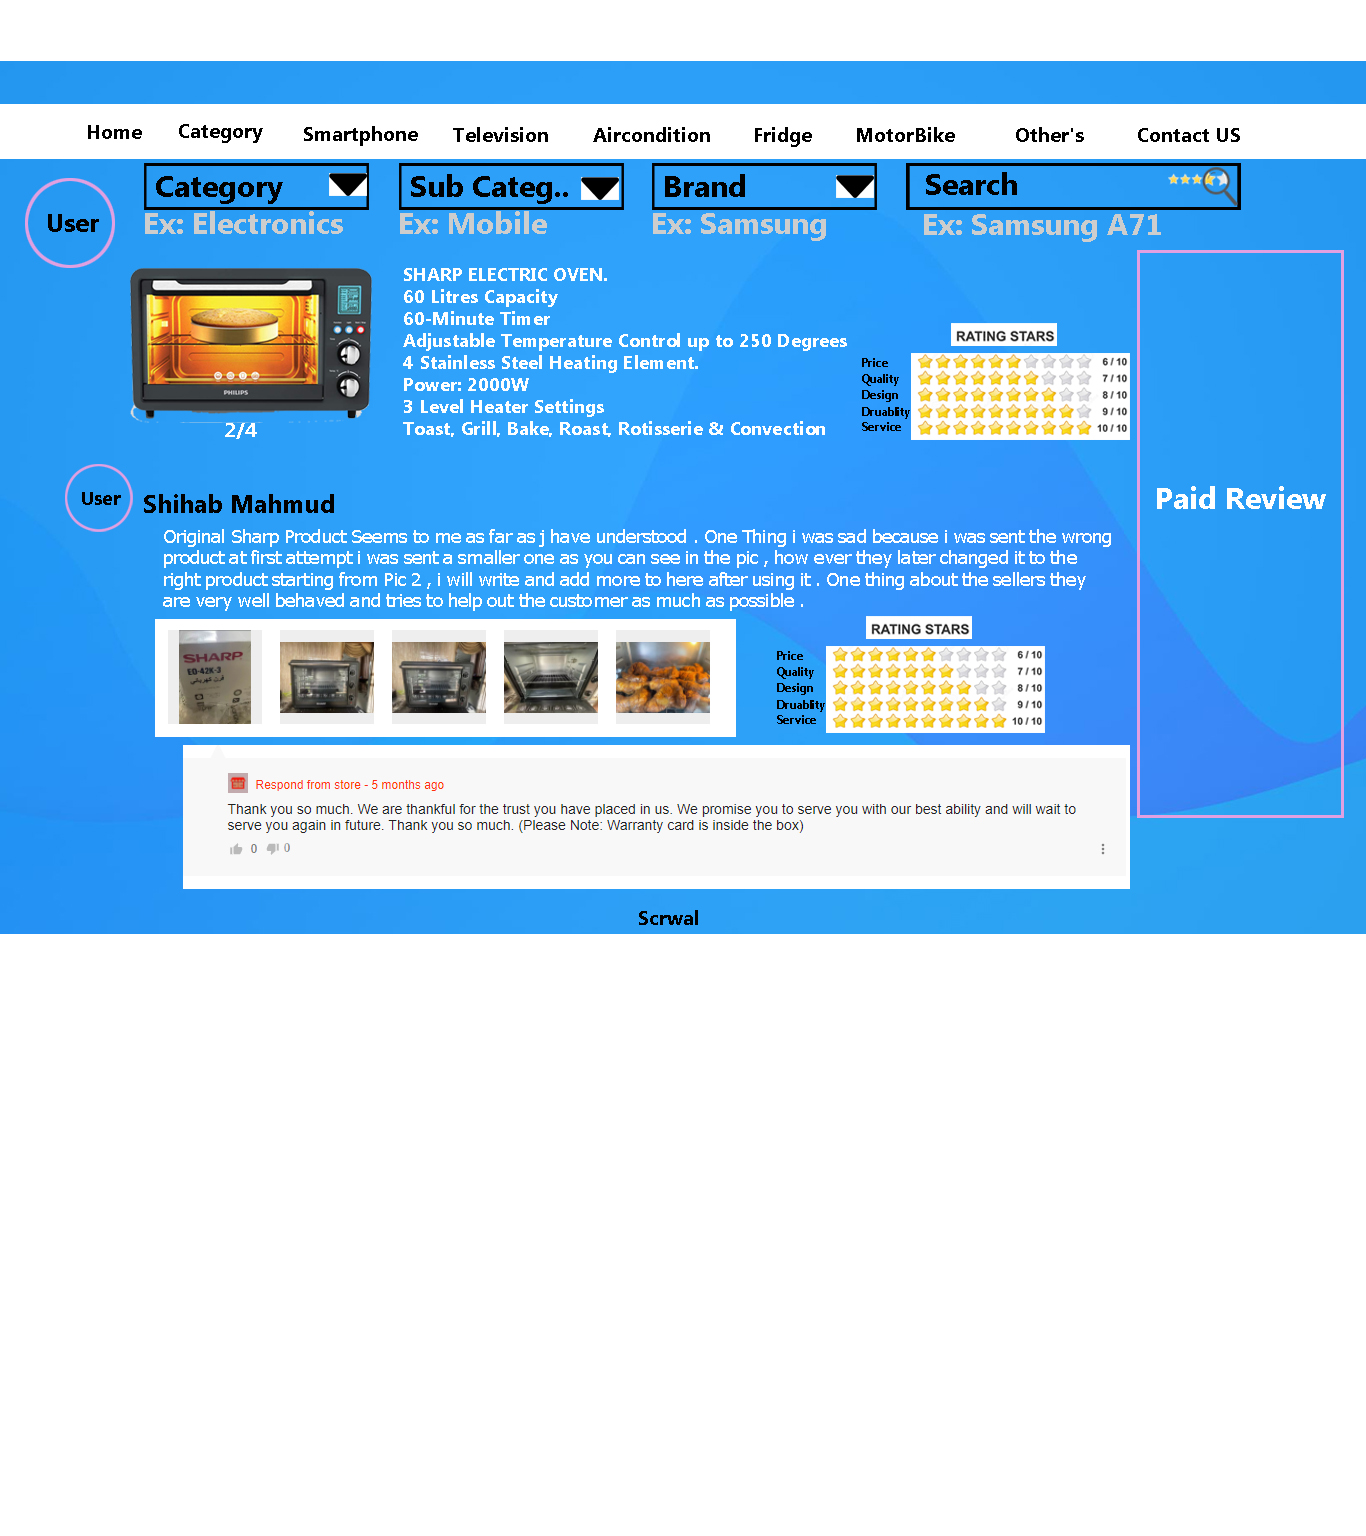 Home Category Smartphone Television Aircondition Fridge MotorBike Other's Contact US
Category Sub Categ.. Brand Search
User
Ex: Electronics Ex: Mobile Ex: Samsung Ex: Samsung A71
SHARP ELECTRIC OVEN.
60 Litres Capacity
60-Minute Timer
Adjustable Temperature Control up to 250 Degrees
4 Stainless Steel Heating Element.
Power: 2000W
3 Level Heater Settings
Toast, Grill, Bake, Roast, Rotisserie & Convection
PHILIPS
2/4
RATING STARS
Price 6 / 10
Quality 7 / 10
Design 8 / 10
Druablity 9 / 10
Service 10 / 10
Paid Review
User
Shihab Mahmud
Original Sharp Product Seems to me as far as j have understood . One Thing i was sad because i was sent the wrong
product at first attempt i was sent a smaller one as you can see in the pic , how ever they later changed it to the
right product starting from Pic 2 , i will write and add more to here after using it . One thing about the sellers they
are very well behaved and tries to help out the customer as much as possible .
SHARP
EO-42K-3
RATING STARS
Price 6 / 10
Quality 7 / 10
Design 8 / 10
Druablity 9 / 10
Service 10 / 10
Respond from store - 5 months ago
Thank you so much. We are thankful for the trust you have placed in us. We promise you to serve you with our best ability and will wait to
serve you again in future. Thank you so much. (Please Note: Warranty card is inside the box)
0 0
Scrwal